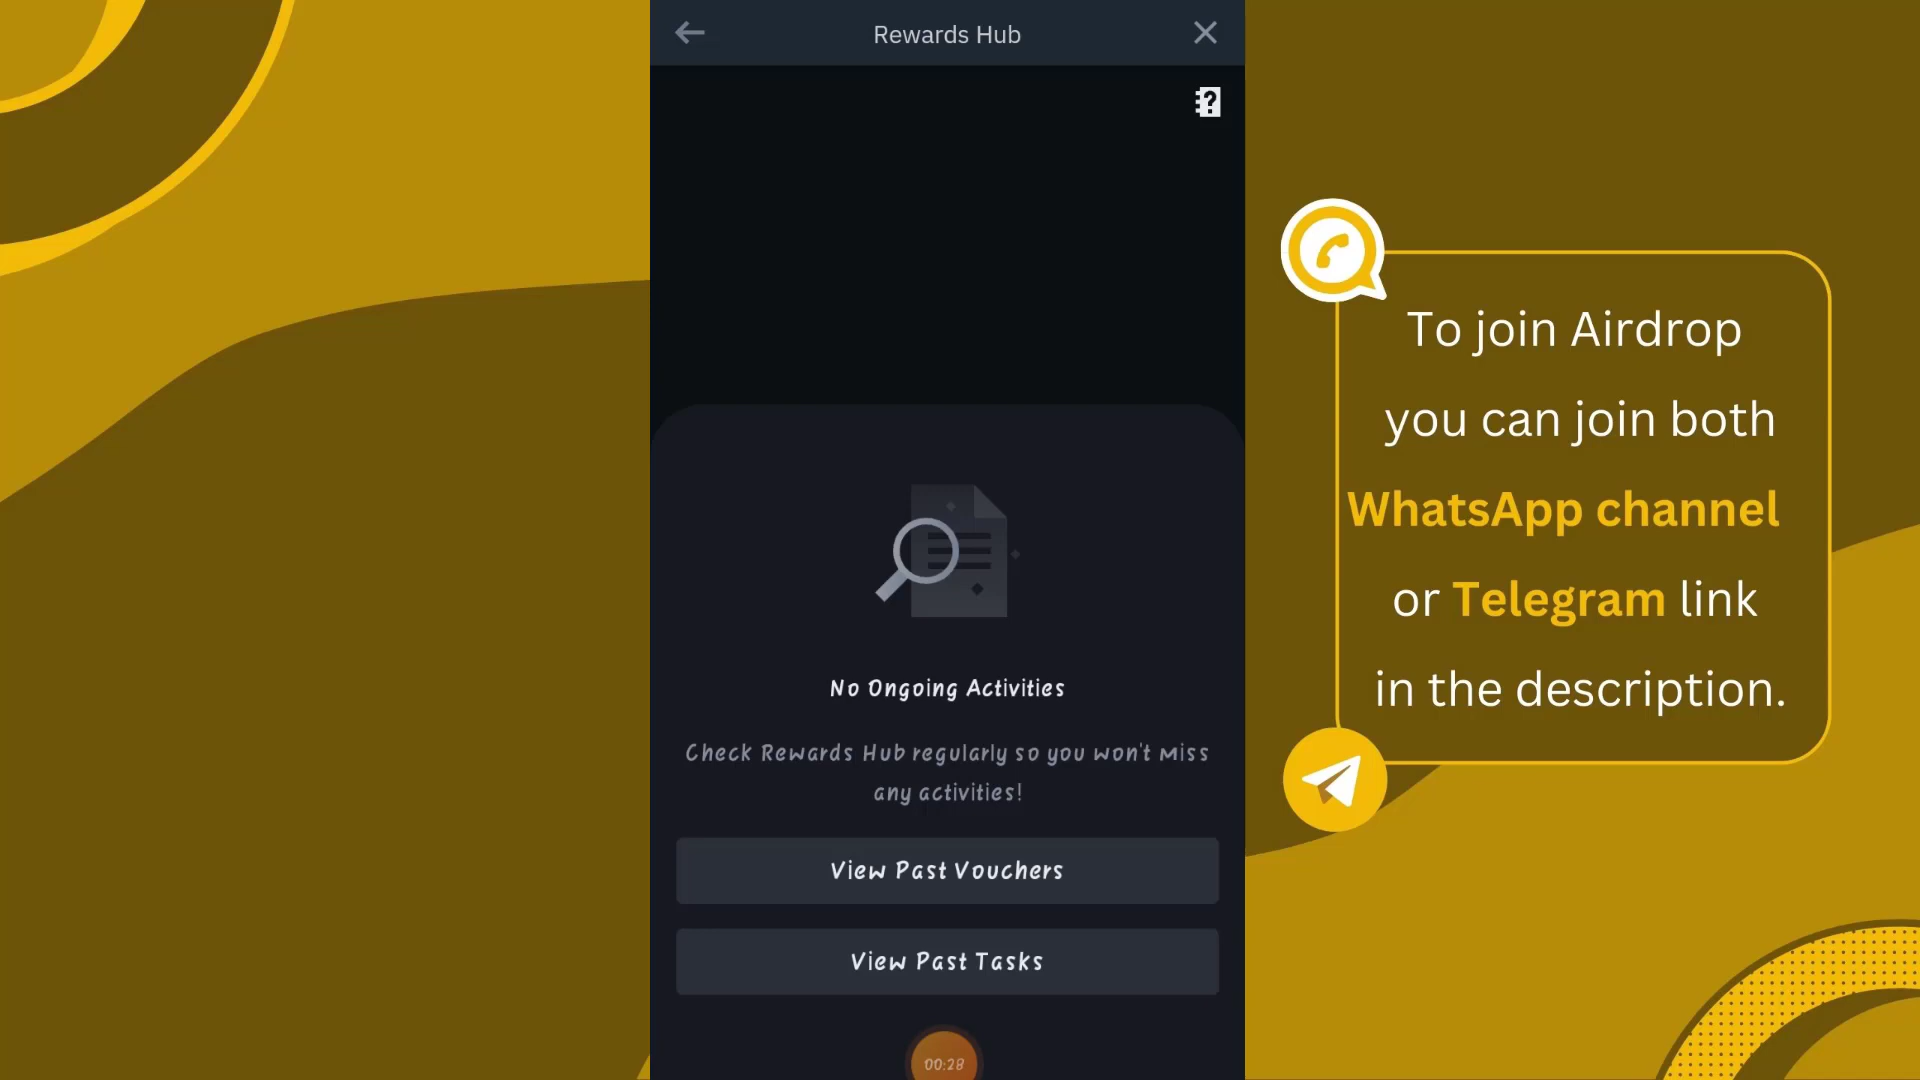 Rewards Hub
?
To join Airdrop
you can join both
WhatsApp channel
or Telegram link
in the description.
No Ongoing Activities
Check Rewards Hub regularly so you won't miss
any activities!
View Past Vouchers
View Past Tasks
00:28